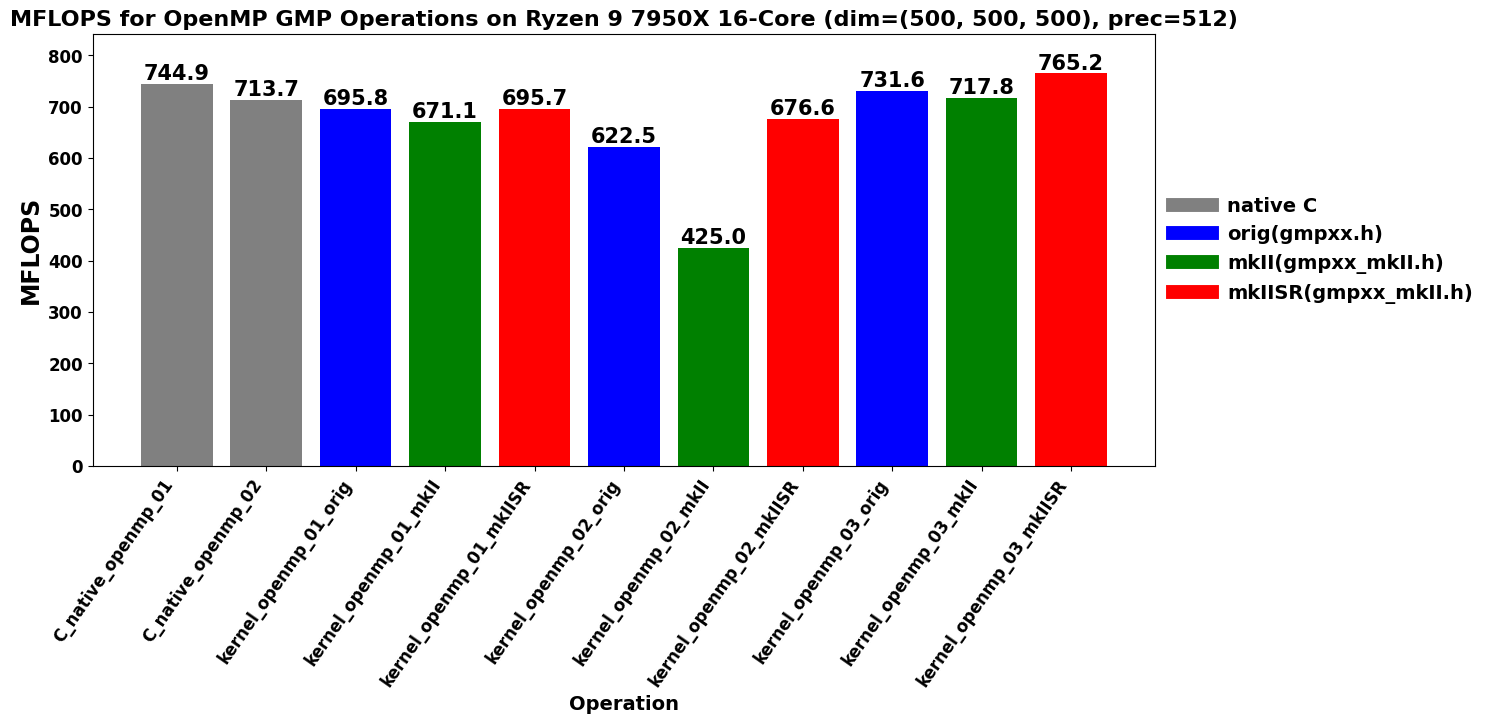 MFLOPS for OpenMP GMP Operations on Ryzen 9 7950X 16-Core (dim=(500, 500, 500), prec=512)
MFLOPS
800
700
600
500
400
300
200
100
0
744.9
713.7
695.8
671.1
695.7
622.5
425.0
676.6
731.6
717.8
765.2
C_native_openmp_01
C_native_openmp_02
kernel_openmp_01_orig
kernel_openmp_01_mkII
kernel_openmp_01_mkIISR
kernel_openmp_02_orig
kernel_openmp_02_mkII
kernel_openmp_02_mkIISR
kernel_openmp_03_orig
kernel_openmp_03_mkII
kernel_openmp_03_mkIISR
Operation
native C
orig(gmpxx.h)
mkII(gmpxx_mkII.h)
mkIISR(gmpxx_mkII.h)